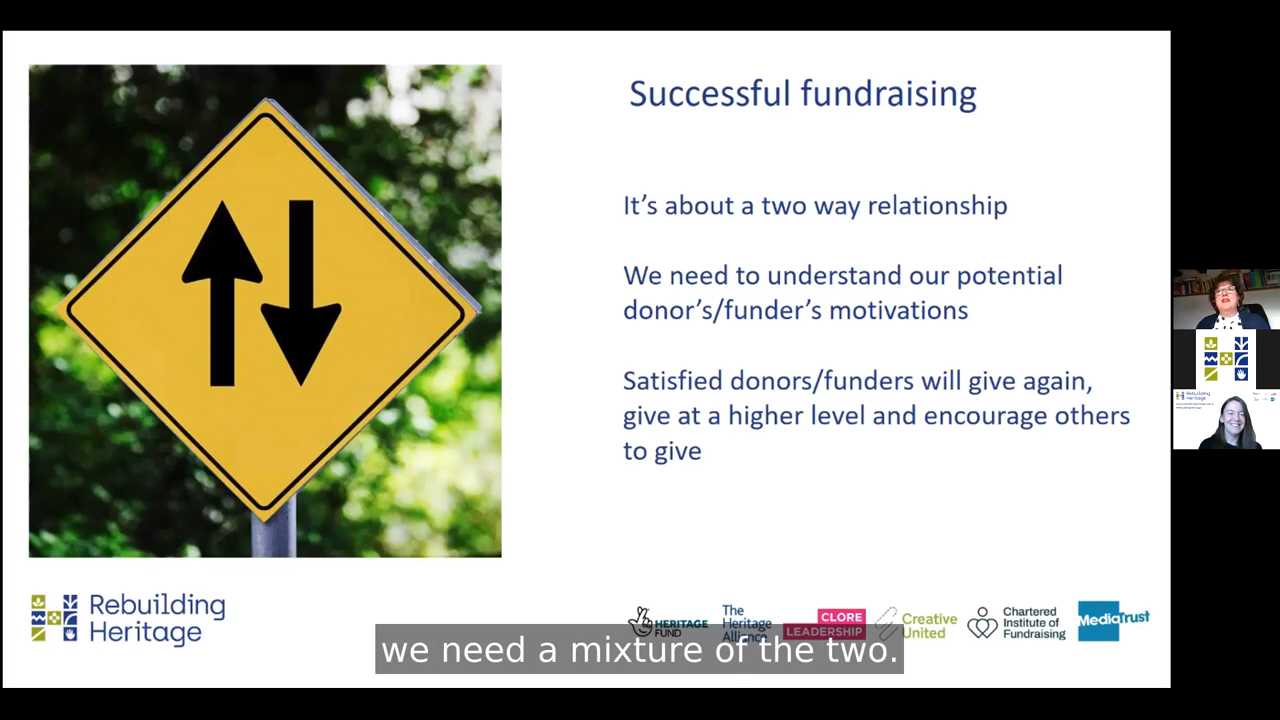 Successful fundraising
It's about a two way relationship
We need to understand our potential
donor's/funder's motivations
Satisfied donors/funders will give again,
give at a higher level and encourage others
to give
Rebuilding
Heritage
HERITAGE
FUND
The
Heritage
Alliance
CLORE
LEADERSHIP
Creative
United
Chartered
Institute of
Fundraising
MediaTrust
we need a mixture of the two.
Rebuilding
Heritage